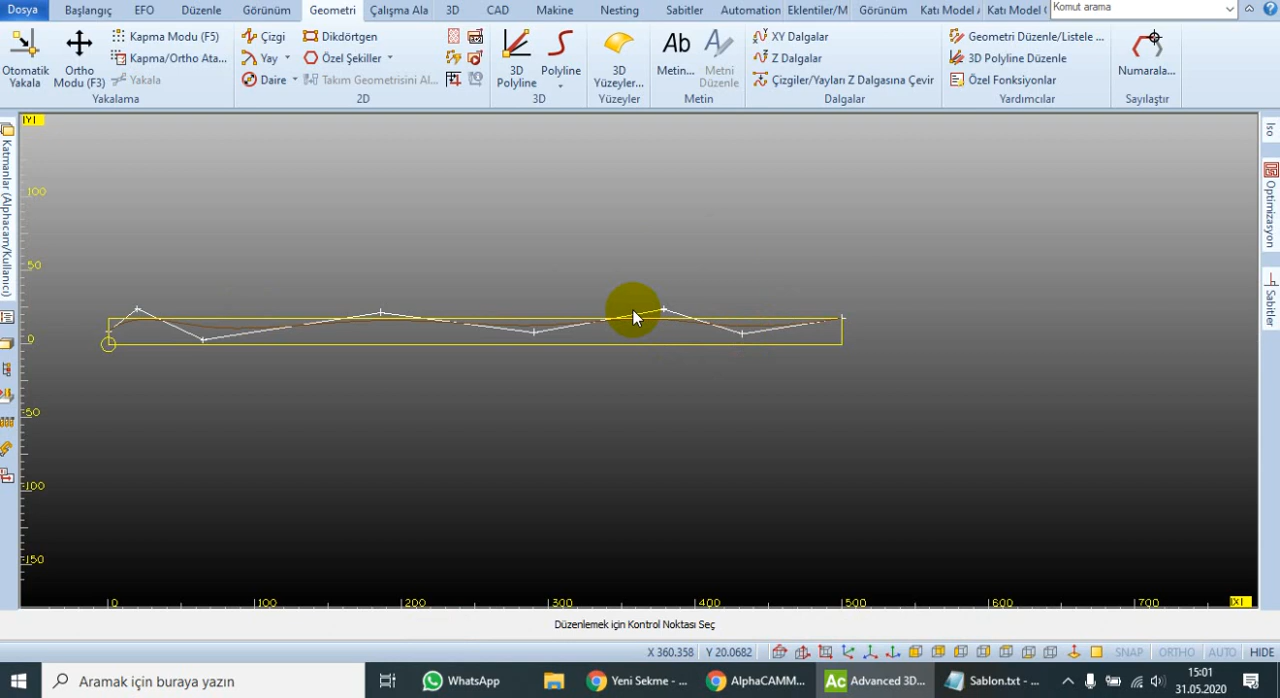 Dosya Başlangıç EFO Düzenle Görünüm Geometri Çalışma Ala 3D CAD Makine Nesting Sabitler Automation Eklentiler/M Görünüm Katı Model Katı Model Komut arama
Otomatik
Yakala
Ortho
Modu (F3)
Kapma Modu (F5)
Kapma/Ortho Ata...
Yakala
Yakalama
Çizgi
Yay
Daire
Dikdörtgen
Özel Şekiller
Takım Geometrisini Al...
2D
3D
Polyline
Polyline
3D
3D
Yüzeyler...
Yüzeyler
Ab
Metin...
Metni
Düzenle
Metin
XY Dalgalar
Z Dalgalar
Çizgiler/Yayları Z Dalgasına Çevir
Dalgalar
Geometri Düzenle/Listele ...
3D Polyline Düzenle
Özel Fonksiyonlar
Yardımcılar
Numarala...
Sayılaştır
IYI
Katmanlar (Alphacam/Kullanıcı)
Iso
Optimizasyon
Sabitler
100
50
0
-50
-100
-150
0 100 200 300 400 500 600 700 IXI
Düzenlemek için Kontrol Noktası Seç
X 360.358 Y 20.0682 SNAP ORTHO AUTO HIDE
Aramak için buraya yazın
WhatsApp
Yeni Sekme - ...
AlphaCAMM...
Ac Advanced 3D...
Sablon.txt - ...
15:01
31.05.2020